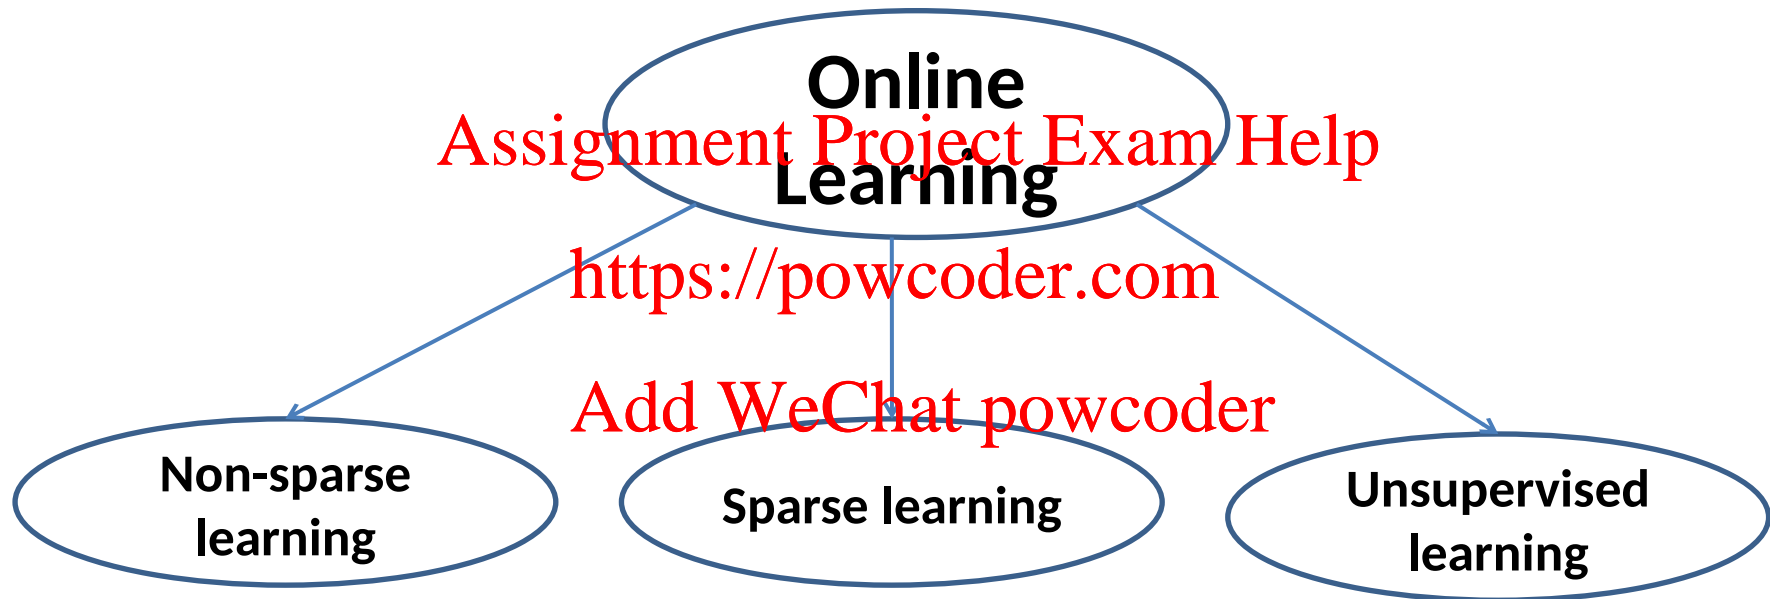 Online
Assignment Project Exam Help
Learning
https://powcoder.com
Add WeChat powcoder
Non-sparse
learning
Sparse learning
Unsupervised
learning